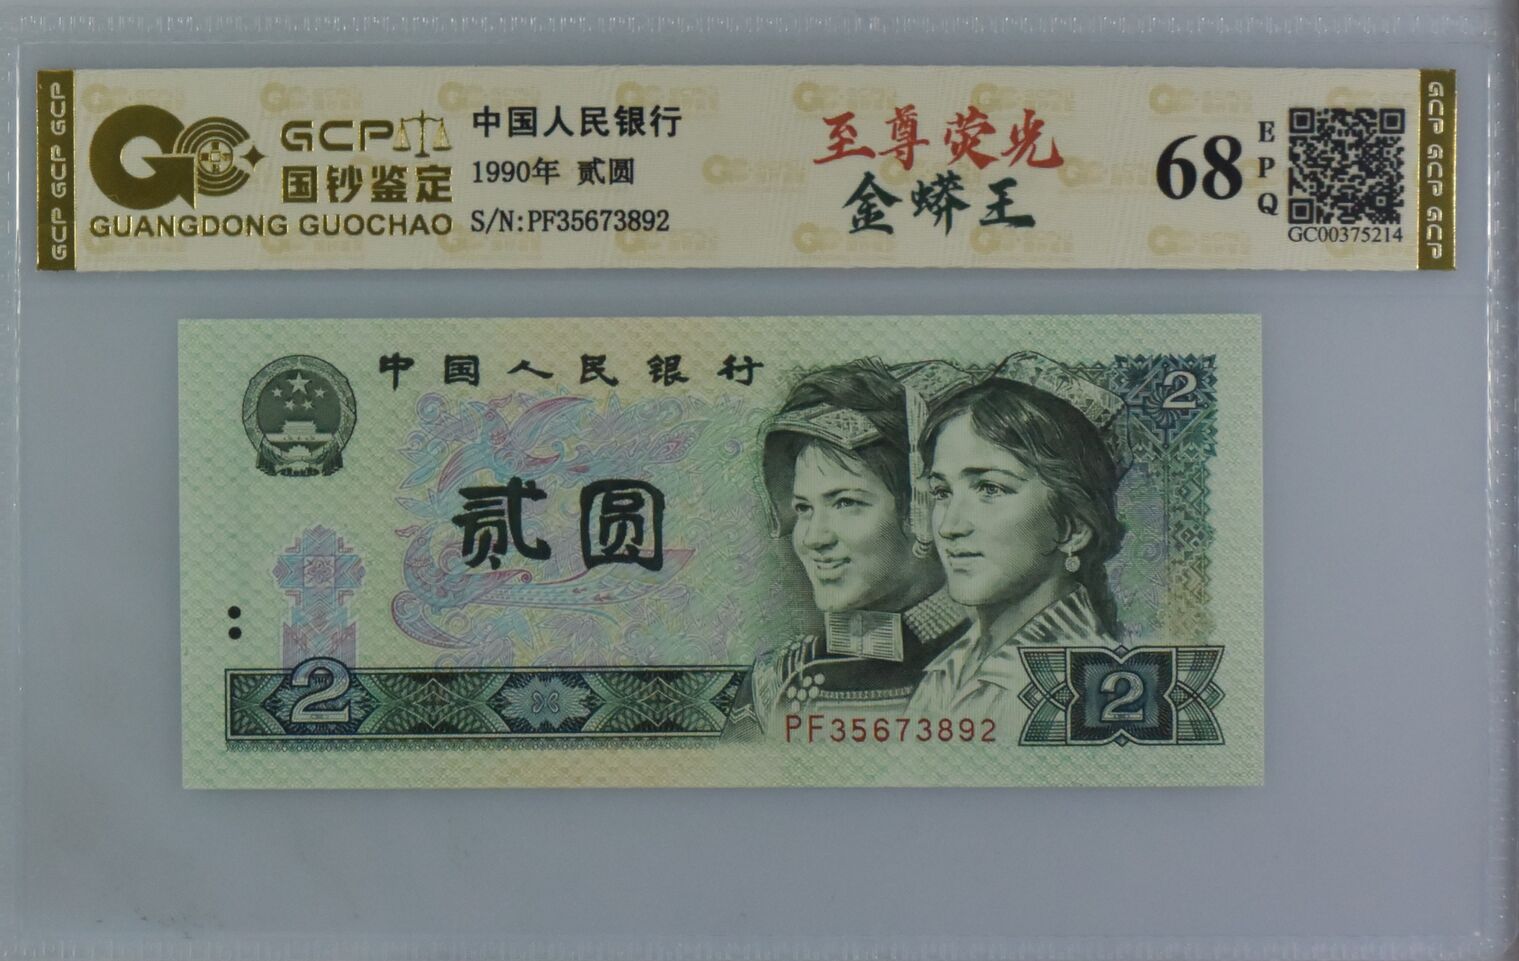 GCP GCP GCP
GCP
国钞鉴定
GUANGDONG GUOCHAO
中国人民银行
1990年 贰圆
S/N:PF35673892
至尊荧光
金蟒王
68
EPQ
GC00375214
GCP GCP GCP
中国人民银行
2
贰圆
2
PF35673892
2